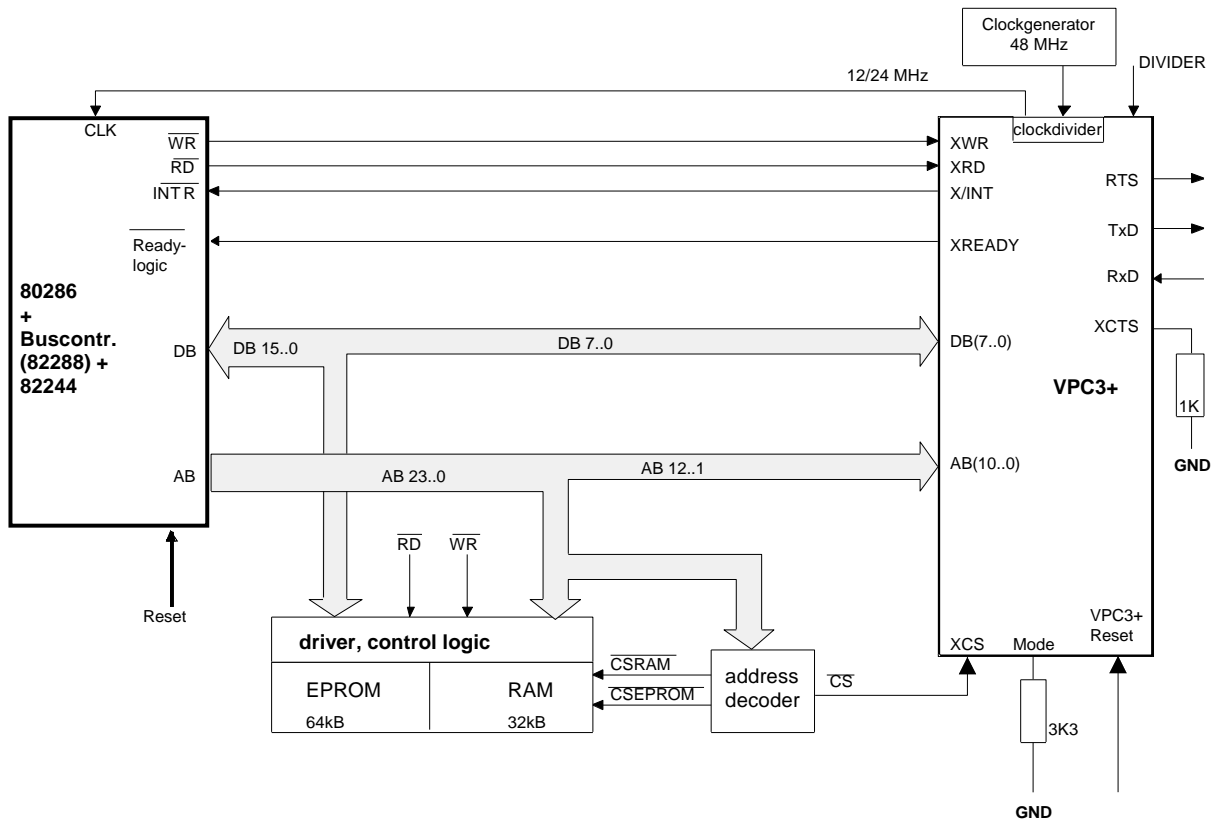 Clockgenerator
48 MHz
DIVIDER
12/24 MHz
CLK
clockdivider
WR
XWR
RD
XRD
RTS
INTR
X/INT
TxD
Ready-
logic
XREADY
RxD
80286
+
Buscontr.
(82288) +
82244
XCTS
DB
DB 15..0
DB 7..0
DB(7..0)
VPC3+
1K
GND
AB
AB 23..0
AB 12..1
AB(10..0)
RD
WR
Reset
VPC3+
Reset
driver, control logic
XCS
Mode
CSRAM
EPROM
RAM
CSEPROM
address
decoder
CS
64kB
32kB
3K3
GND